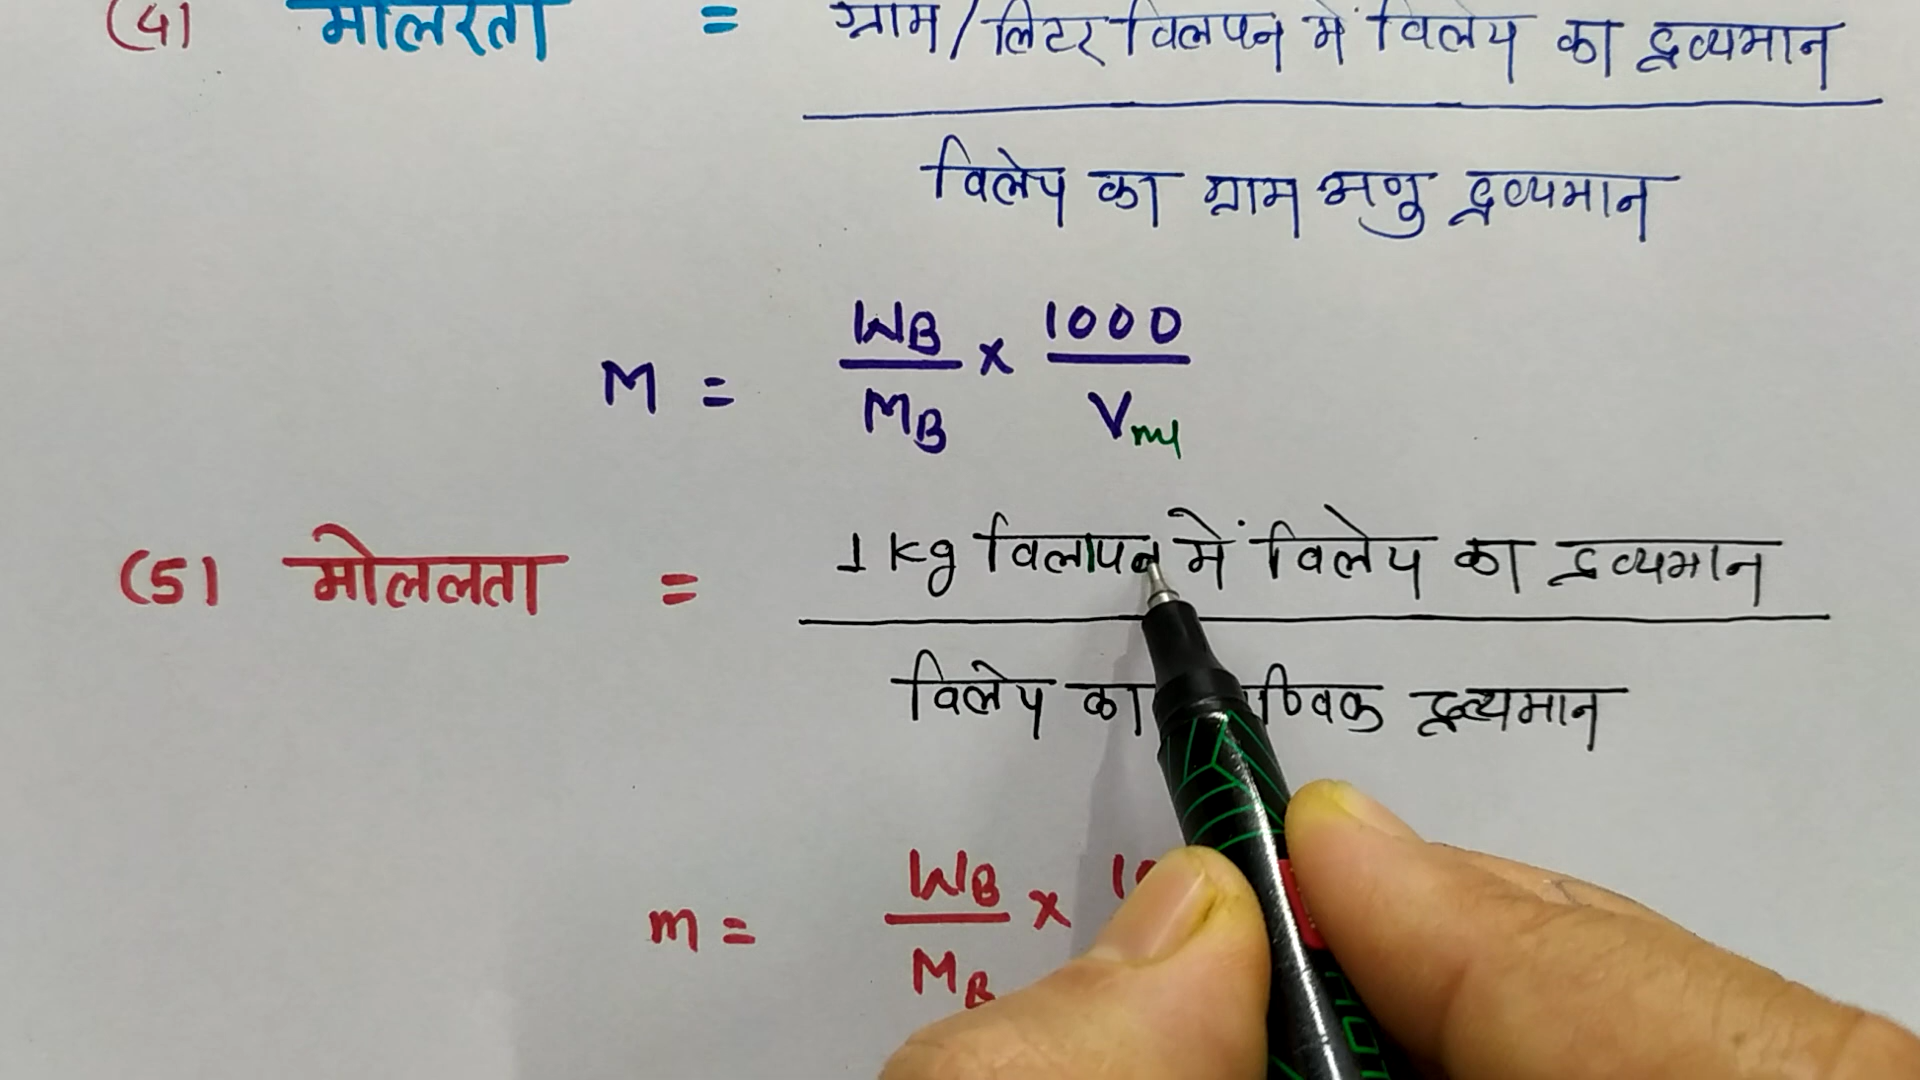 (4) मोलरता = ग्राम/लिटर विलयन में विलेय का द्रव्यमान
विलेय का ग्राम अणु द्रव्यमान
M = WB/MB x 1000/Vml
(5) मोललता = 1 Kg विलायन में विलेय का द्रव्यमान
विलेय का ण्विक द्रव्यमान
m = WB/MB x